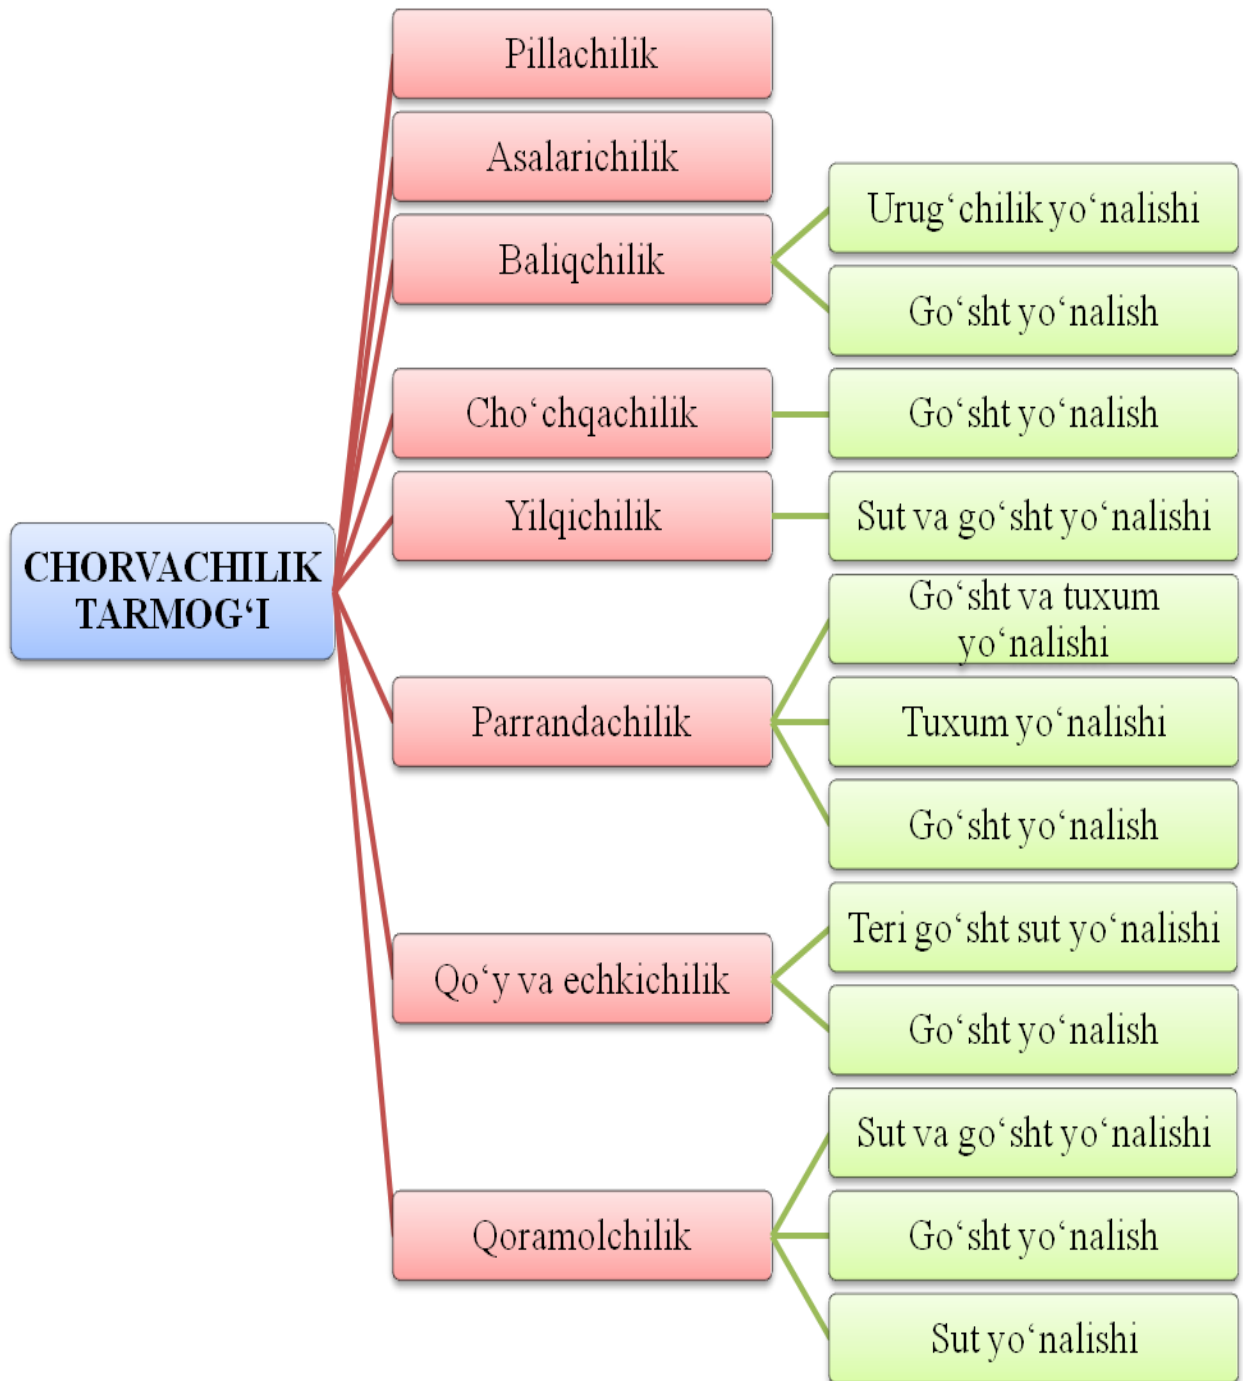 CHORVACHILIK
TARMOG‘I
Pillachilik
Asalarichilik
Baliqchilik
Urug‘chilik yo‘nalishi
Go‘sht yo‘nalish
Cho‘chqachilik
Go‘sht yo‘nalish
Yilqichilik
Sut va go‘sht yo‘nalishi
Parrandachilik
Go‘sht va tuxum
yo‘nalishi
Tuxum yo‘nalishi
Go‘sht yo‘nalish
Qo‘y va echkichilik
Teri go‘sht sut yo‘nalishi
Go‘sht yo‘nalish
Qoramolchilik
Sut va go‘sht yo‘nalishi
Go‘sht yo‘nalish
Sut yo‘nalishi